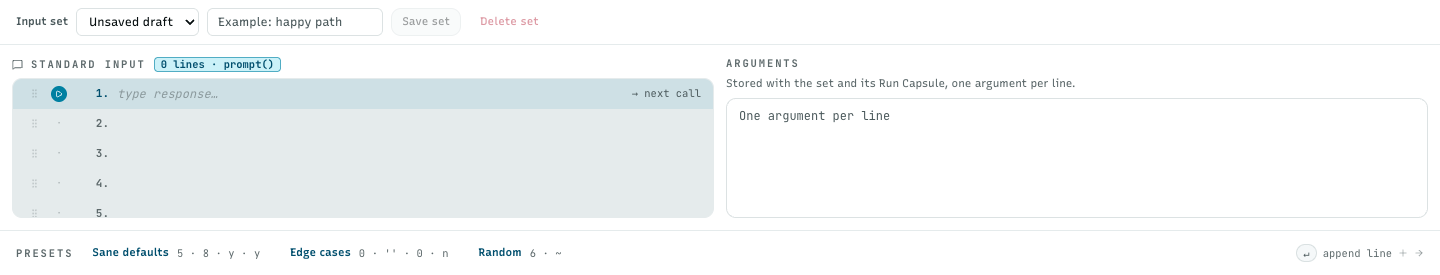 Input set Unsaved draft Example: happy path Save set Delete set
STANDARD INPUT 0 lines · prompt()
1. type response… → next call
2.
3.
4.
5.
ARGUMENTS
Stored with the set and its Run Capsule, one argument per line.
One argument per line
PRESETS Sane defaults 5 · 8 · y · y Edge cases 0 · '' · 0 · n Random 6 · ~ ↵ append line + →